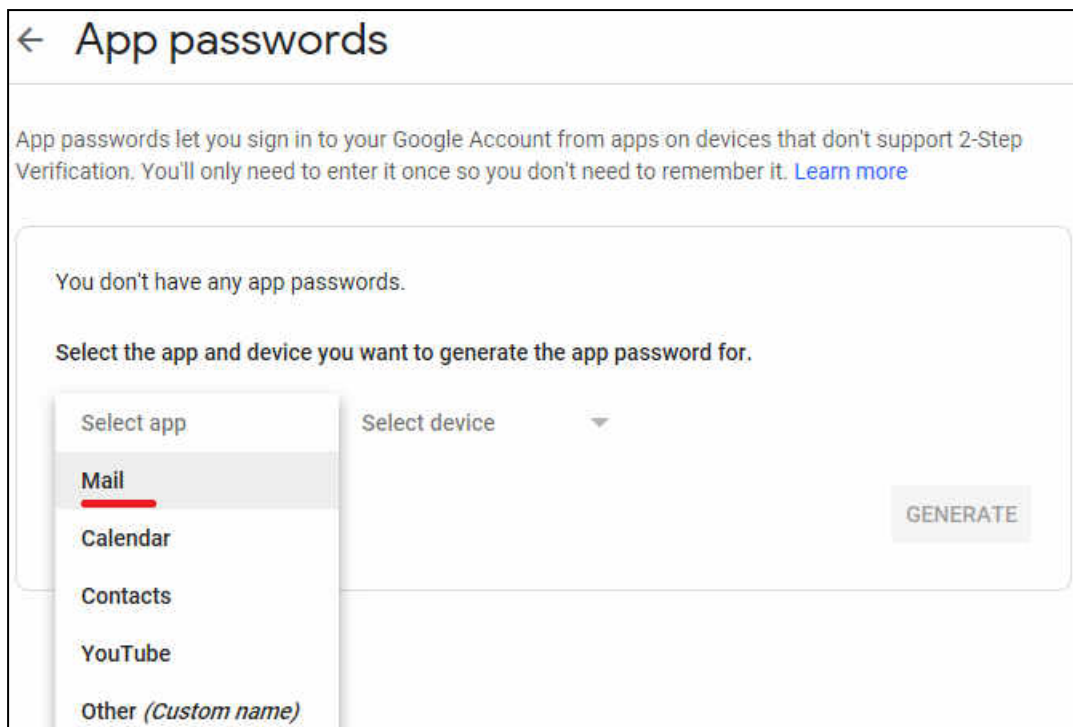 App passwords
App passwords let you sign in to your Google Account from apps on devices that don't support 2-Step
Verification. You'll only need to enter it once so you don't need to remember it. Learn more
You don't have any app passwords.
Select the app and device you want to generate the app password for.
Select app Select device
Mail
GENERATE
Calendar
Contacts
YouTube
Other (Custom name)